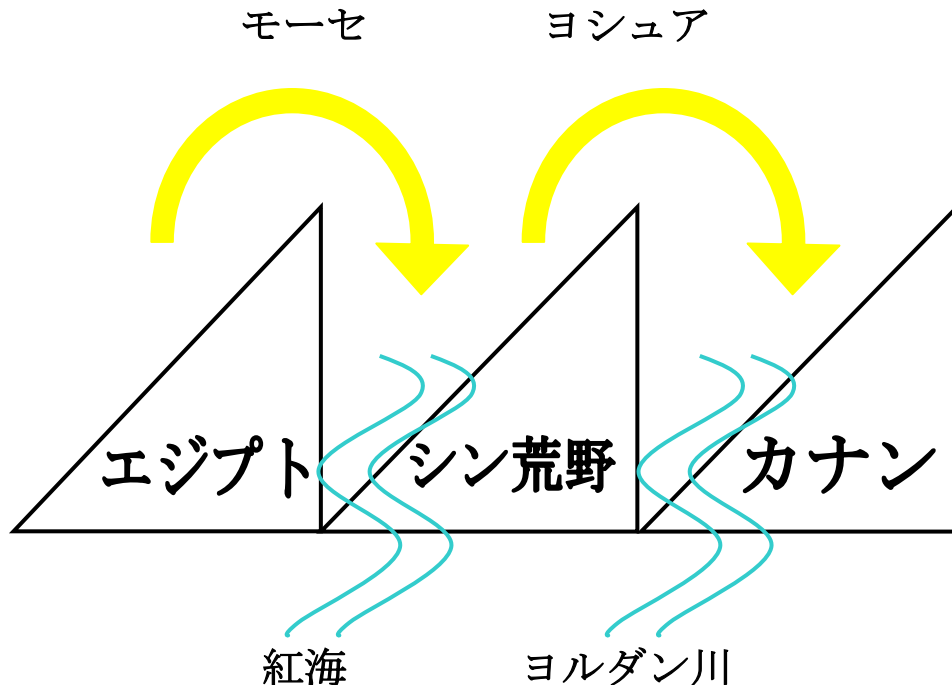 モーセ
ヨシュア
エジプト
シン荒野
カナン
紅海
ヨルダン川